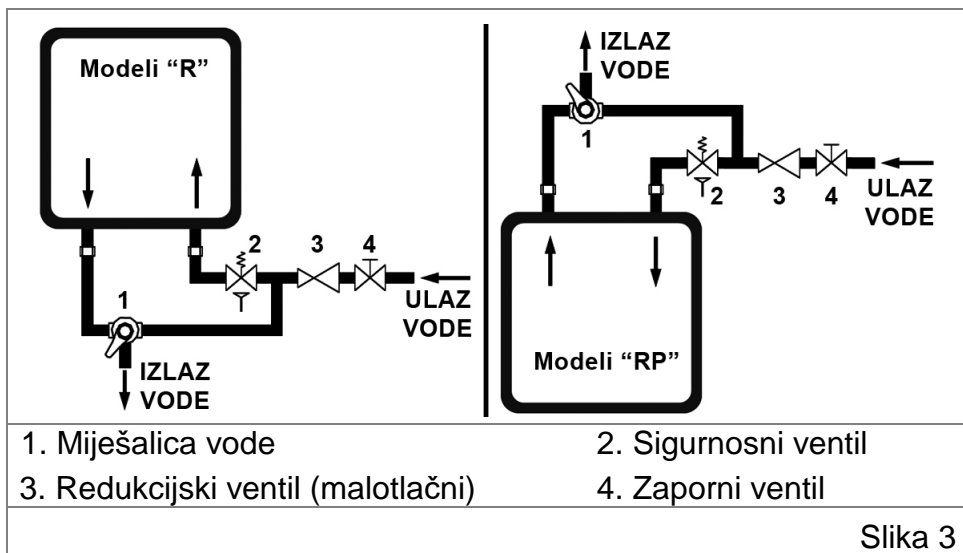 Modeli “R”
2
3
4
ULAZ
VODE
1
IZLAZ
VODE
IZLAZ
VODE
1
2
3
4
ULAZ
VODE
Modeli “RP”
1. Miješalica vode 2. Sigurnosni ventil
3. Redukcijski ventil (malotlačni) 4. Zaporni ventil
Slika 3